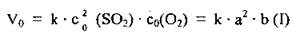 V₀ = k · c₀² (SO₂) · c₀(O₂) = k · a² · b (I)